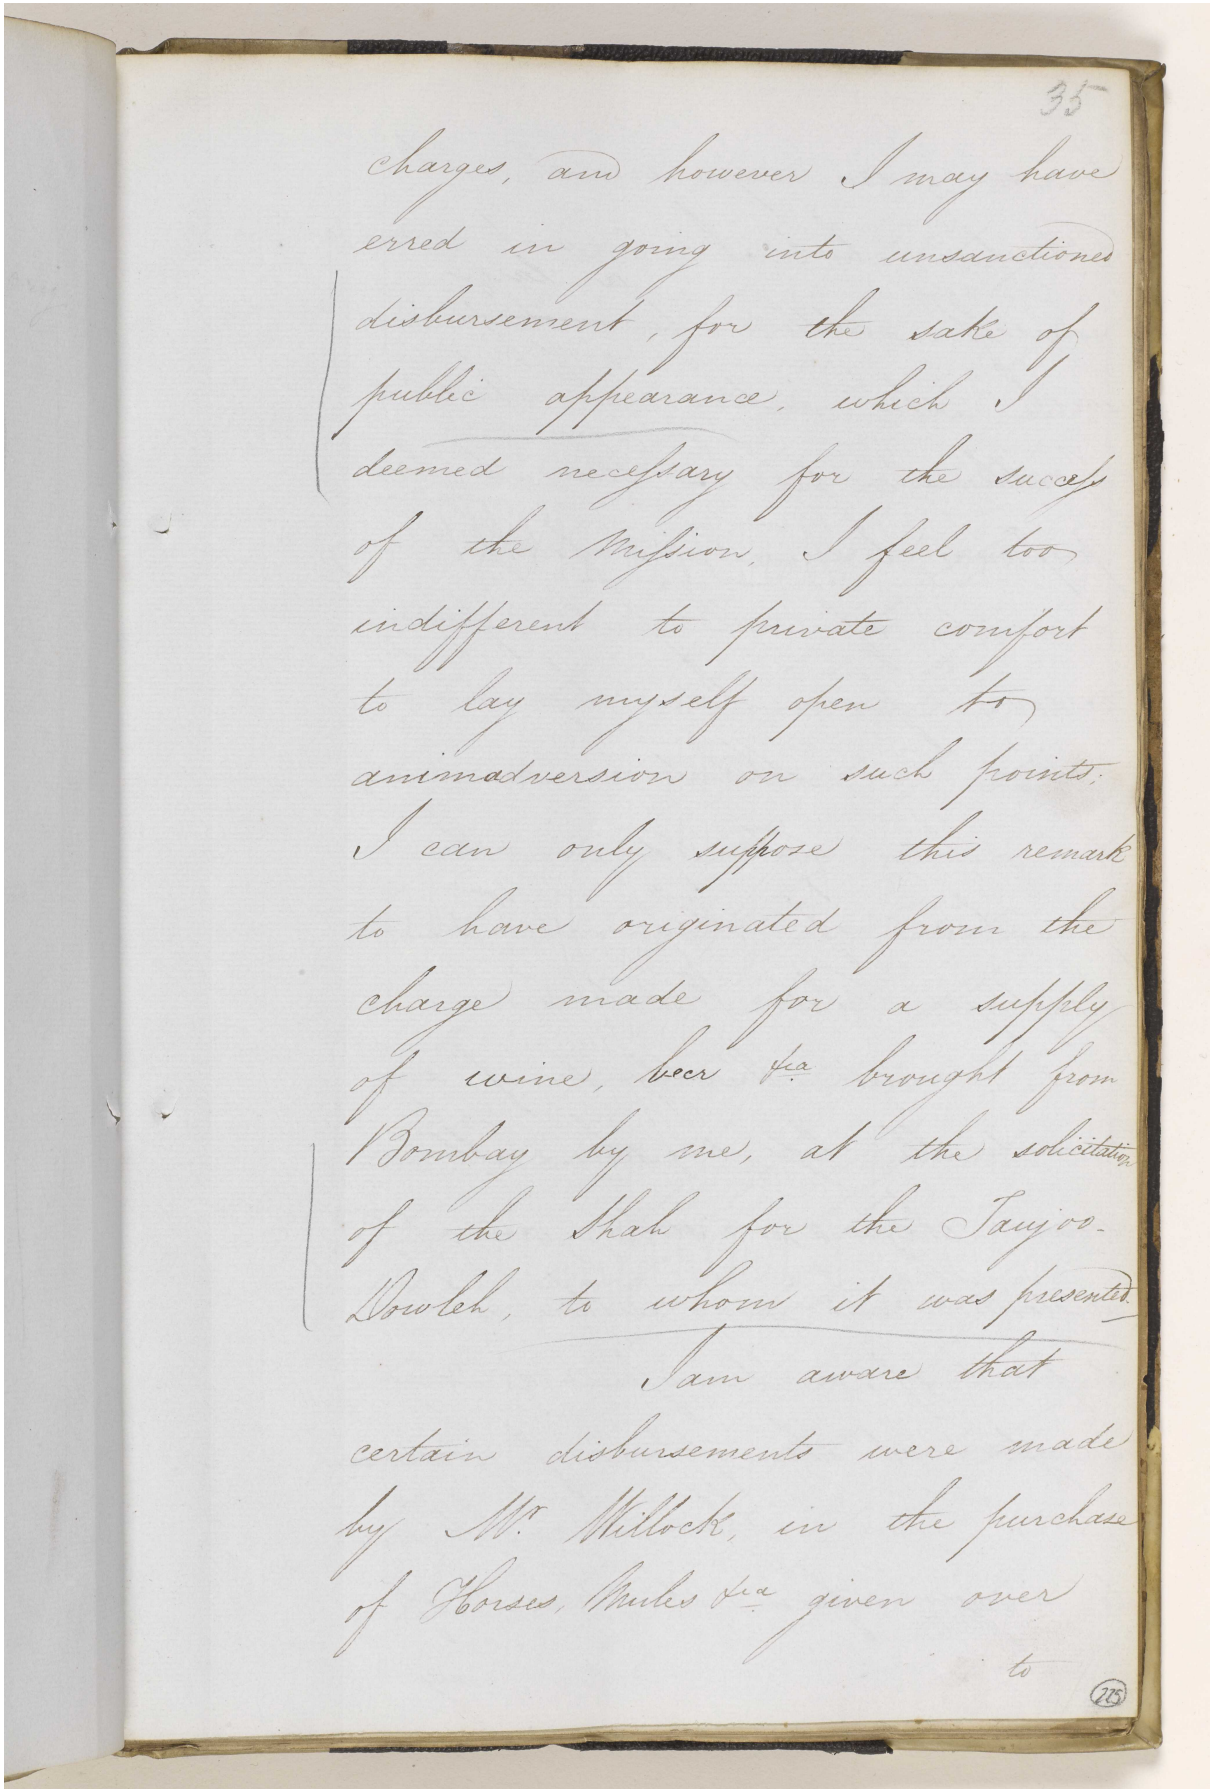 35
charges, and however I may have
erred in going into unsanctioned
disbursement, for the sake of
public appearance, which I
deemed necessary for the success
of the Mission, I feel too
indifferent to private comfort
to lay myself open to
animadversion on such points.
I can only suppose this remark
to have originated from the
charge made for a supply
of wine, beer &ca brought from
Bombay by me, at the solicitation
of the Shah for the Taujoo-
Dowleh, to whom it was presented.
I am aware that
certain disbursements were made
by Mr. Willock, in the purchase
of Horses, Mules &ca given over
to
225